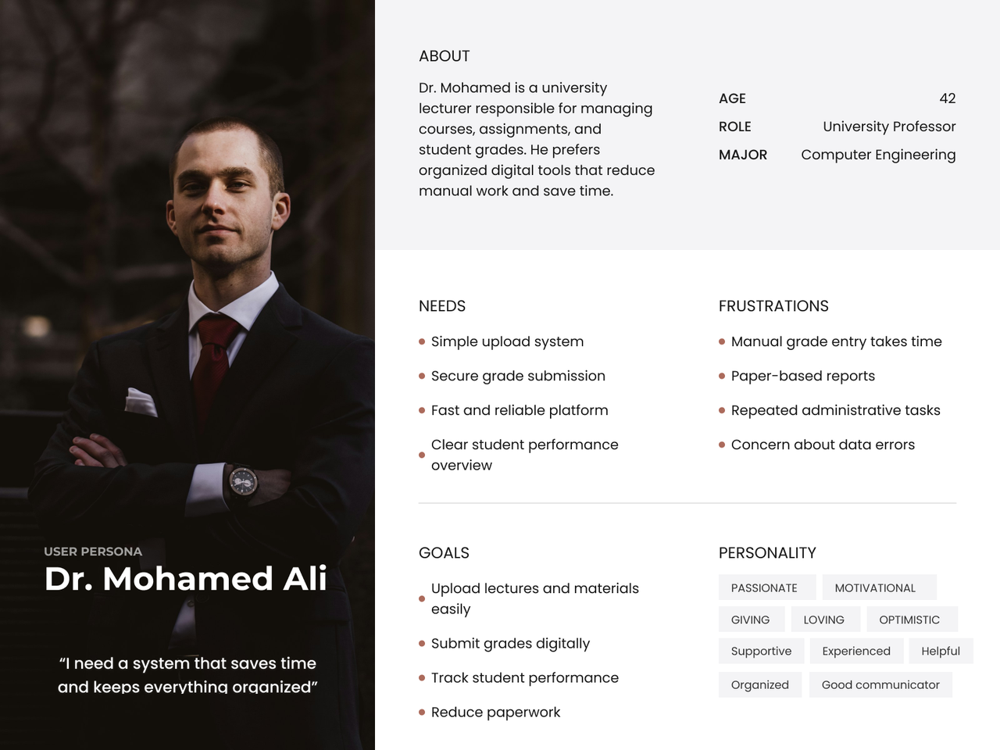 USER PERSONA
Dr. Mohamed Ali
“I need a system that saves time
and keeps everything organized”
ABOUT
Dr. Mohamed is a university
lecturer responsible for managing
courses, assignments, and
student grades. He prefers
organized digital tools that reduce
manual work and save time.
AGE 42
ROLE University Professor
MAJOR Computer Engineering
NEEDS
Simple upload system
Secure grade submission
Fast and reliable platform
Clear student performance
overview
FRUSTRATIONS
Manual grade entry takes time
Paper-based reports
Repeated administrative tasks
Concern about data errors
GOALS
Upload lectures and materials
easily
Submit grades digitally
Track student performance
Reduce paperwork
PERSONALITY
PASSIONATE MOTIVATIONAL
GIVING LOVING OPTIMISTIC
Supportive Experienced Helpful
Organized Good communicator